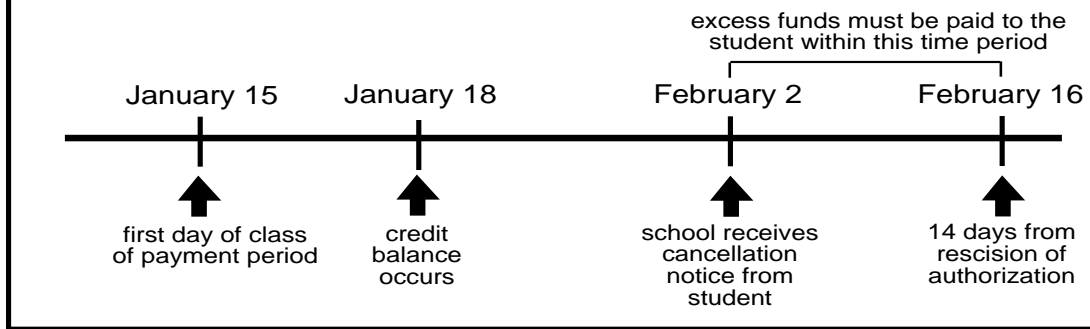 excess funds must be paid to the
student within this time period
January 15
January 18
February 2
February 16
first day of class
of payment period
credit
balance
occurs
school receives
cancellation
notice from
student
14 days from
rescision of
authorization